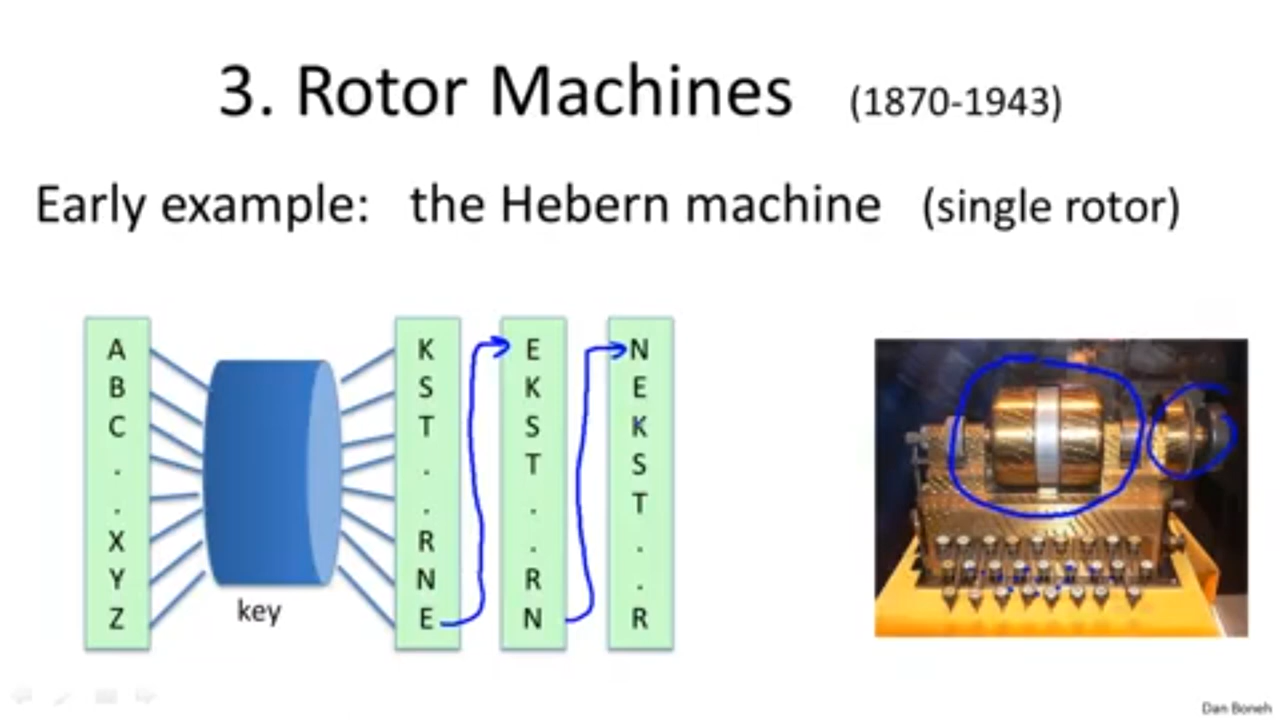 3. Rotor Machines (1870-1943)
Early example: the Hebern machine (single rotor)
A
B
C
.
.
X
Y
Z
key
K
S
T
.
.
R
N
E
E
K
S
T
.
.
R
N
N
E
K
S
T
.
.
R
Dan Boneh